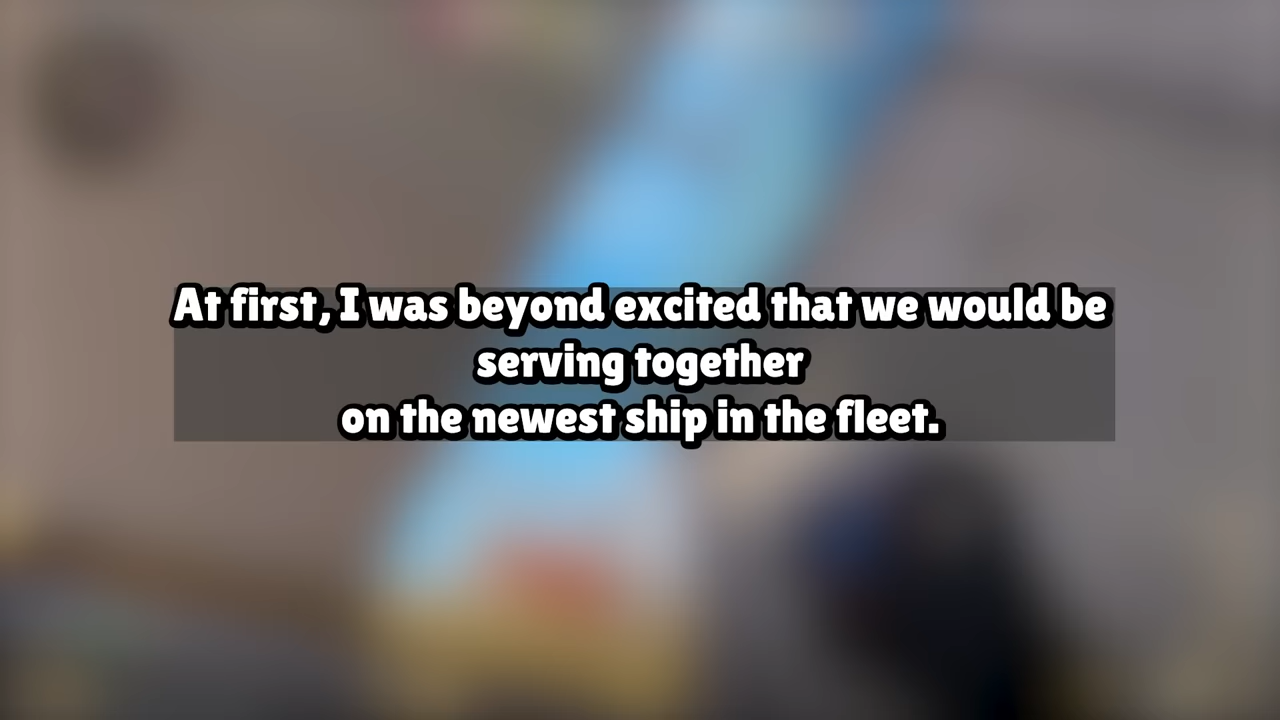 At first, I was beyond excited that we would be
serving together
on the newest ship in the fleet.